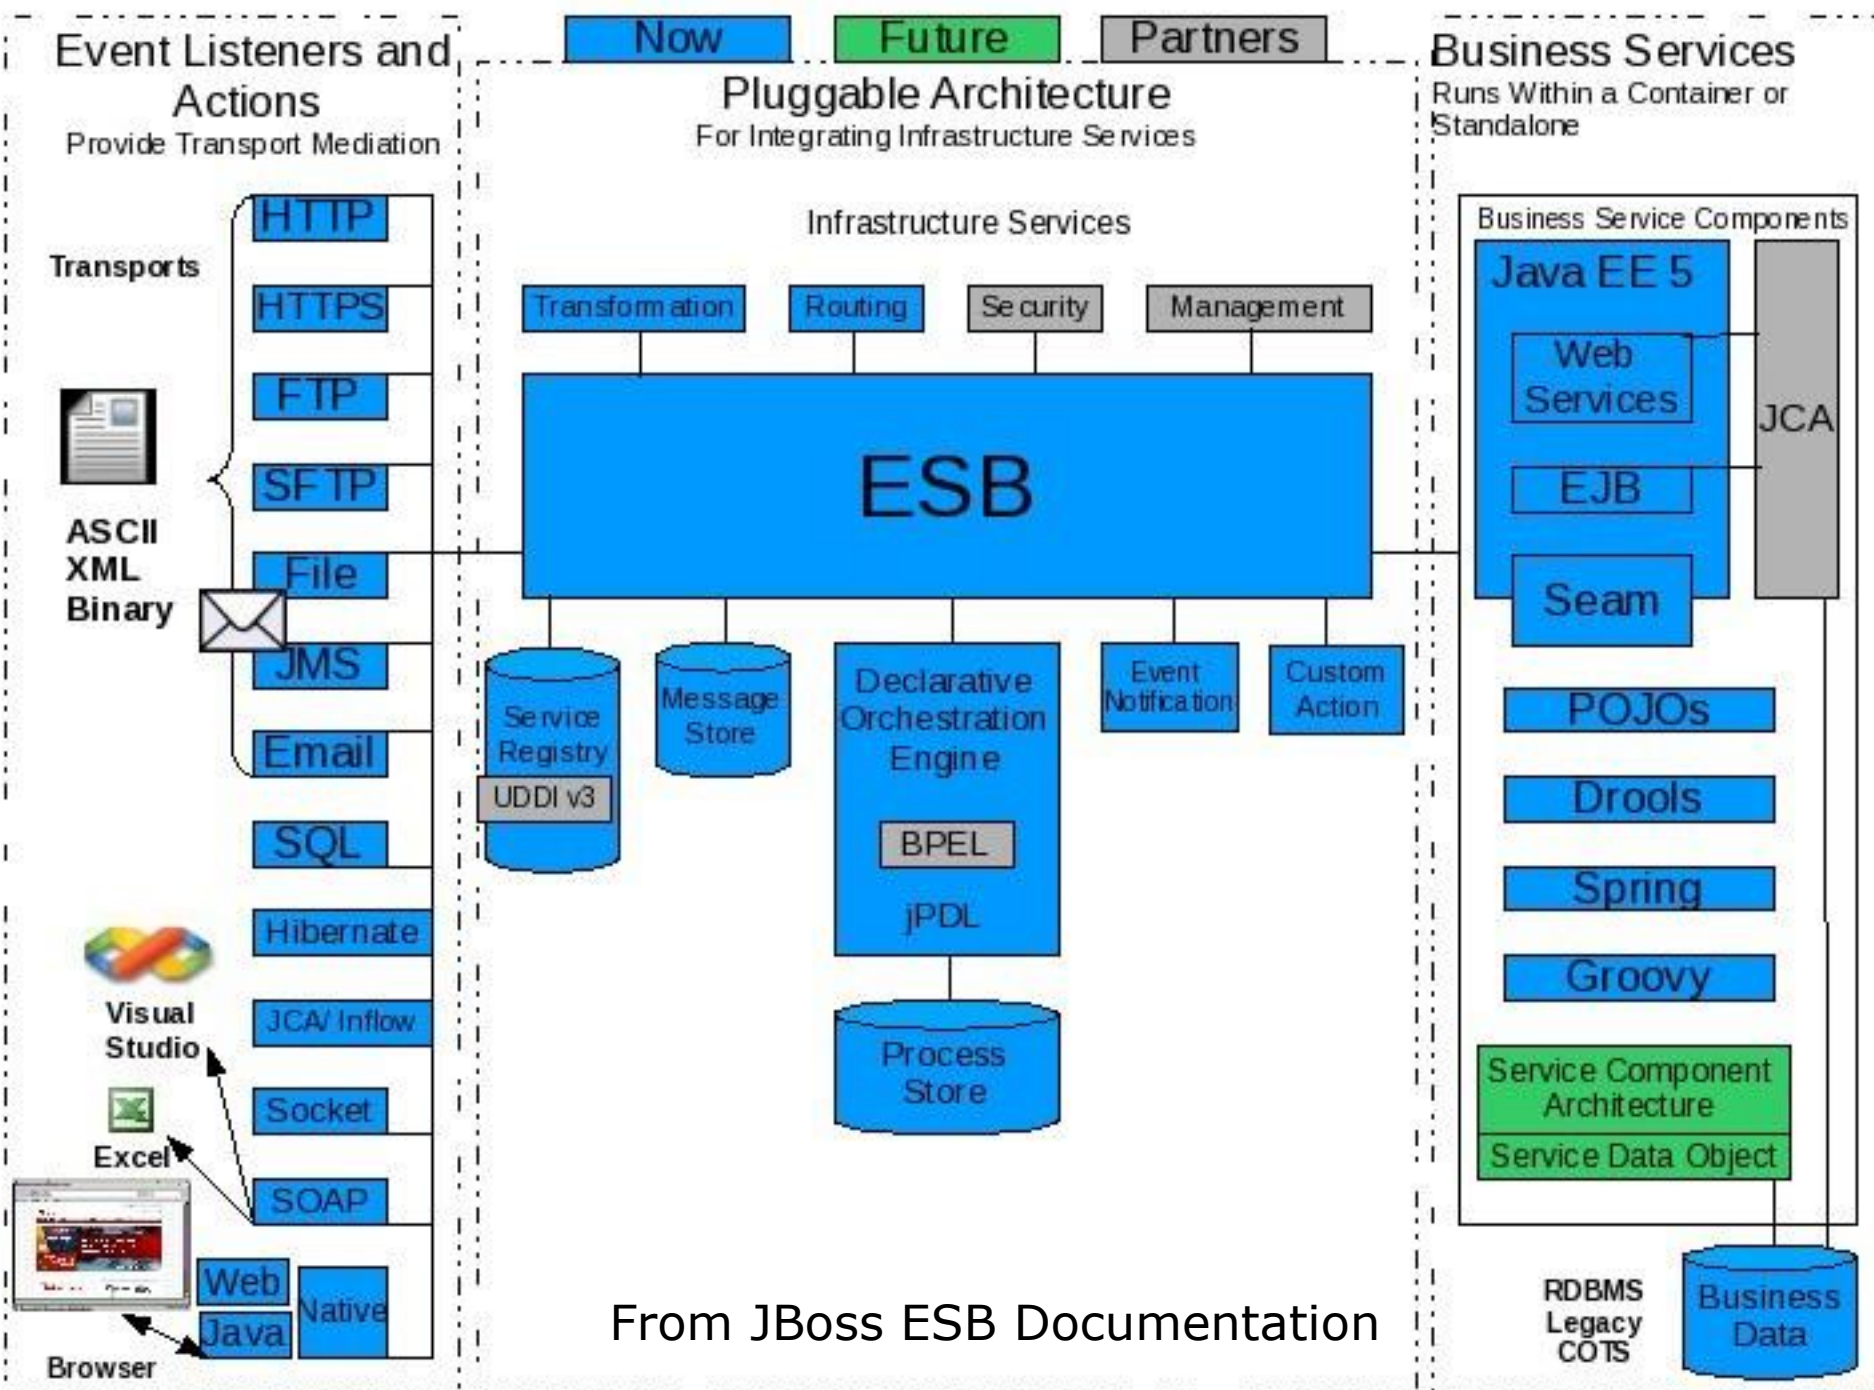 Now
Future
Partners
Event Listeners and
Actions
Provide Transport Mediation
Transports
HTTP
HTTPS
FTP
SFTP
File
JMS
Email
SQL
Hibernate
JCA/ Inflow
Socket
SOAP
Web
Java
Native
ASCII
XML
Binary
Visual
Studio
Excel
Browser
Pluggable Architecture
For Integrating Infrastructure Services
Infrastructure Services
Transformation
Routing
Security
Management
ESB
Service
Registry
UDDI v3
Message
Store
Declarative
Orchestration
Engine
BPEL
jPDL
Process
Store
Event
Notification
Custom
Action
From JBoss ESB Documentation
Business Services
Runs Within a Container or
Standalone
Business Service Components
Java EE 5
Web
Services
EJB
Seam
JCA
POJOs
Drools
Spring
Groovy
Service Component
Architecture
Service Data Object
RDBMS
Legacy
COTS
Business
Data